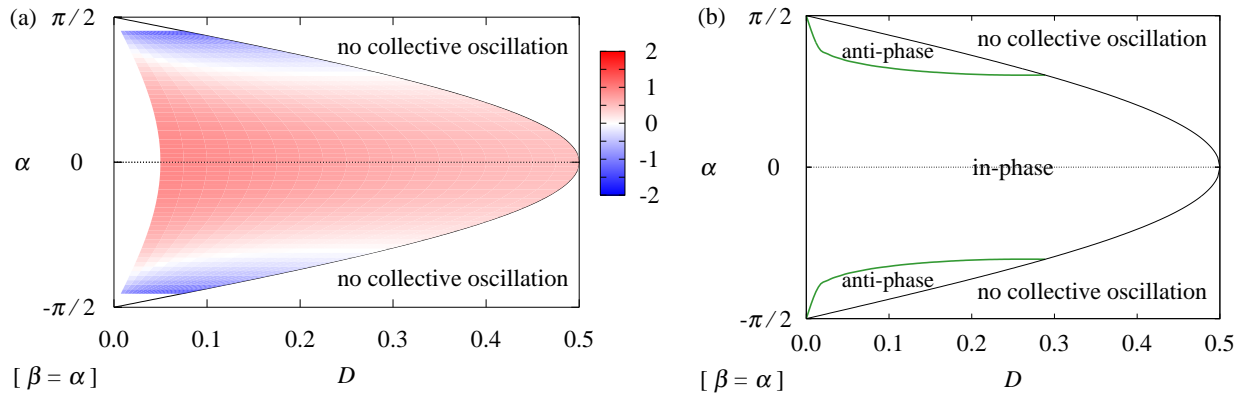 (a)
π/2
no collective oscillation
α
0
no collective oscillation
-π/2
0.0 0.1 0.2 0.3 0.4 0.5
[ β = α ]
D
2
1
0
-1
-2
(b)
π/2
no collective oscillation
anti-phase
α
0
in-phase
anti-phase
no collective oscillation
-π/2
0.0 0.1 0.2 0.3 0.4 0.5
[ β = α ]
D